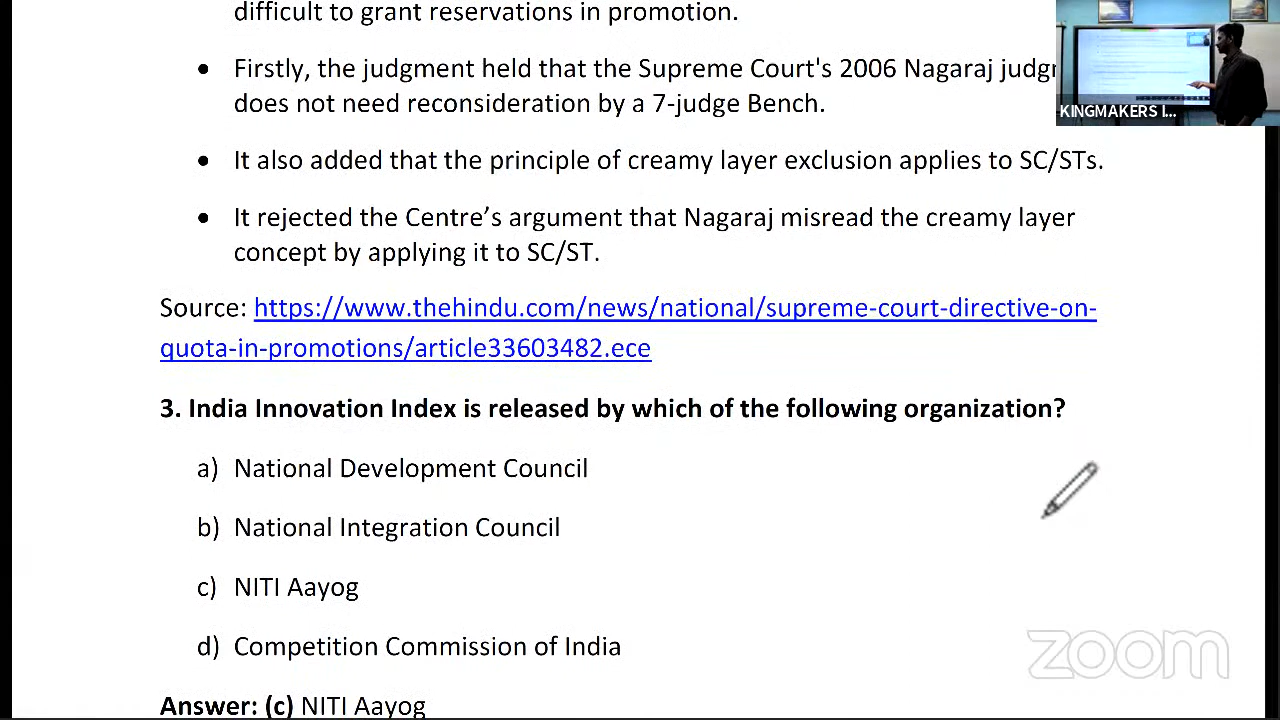 difficult to grant reservations in promotion.
• Firstly, the judgment held that the Supreme Court's 2006 Nagaraj
does not need reconsideration by a 7-judge Bench.
• It also added that the principle of creamy layer exclusion applies to SC/STs.
• It rejected the Centre’s argument that Nagaraj misread the creamy layer
concept by applying it to SC/ST.
Source: https://www.thehindu.com/news/national/supreme-court-directive-on-
quota-in-promotions/article33603482.ece
3. India Innovation Index is released by which of the following organization?
a) National Development Council
b) National Integration Council
c) NITI Aayog
d) Competition Commission of India
Answer: (c) NITI Aayog
KINGMAKERS I...
zoom